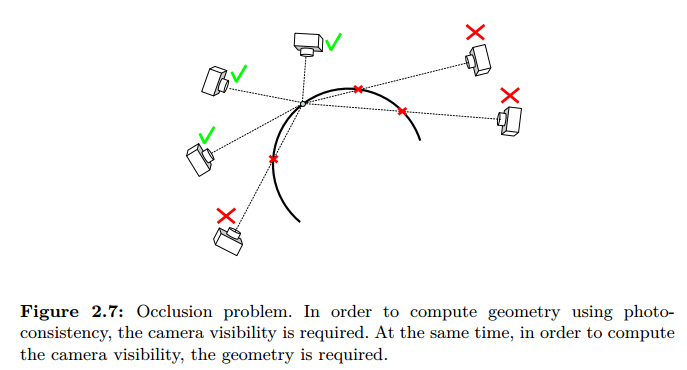 Figure 2.7: Occlusion problem. In order to compute geometry using photo-
consistency, the camera visibility is required. At the same time, in order to compute
the camera visibility, the geometry is required.